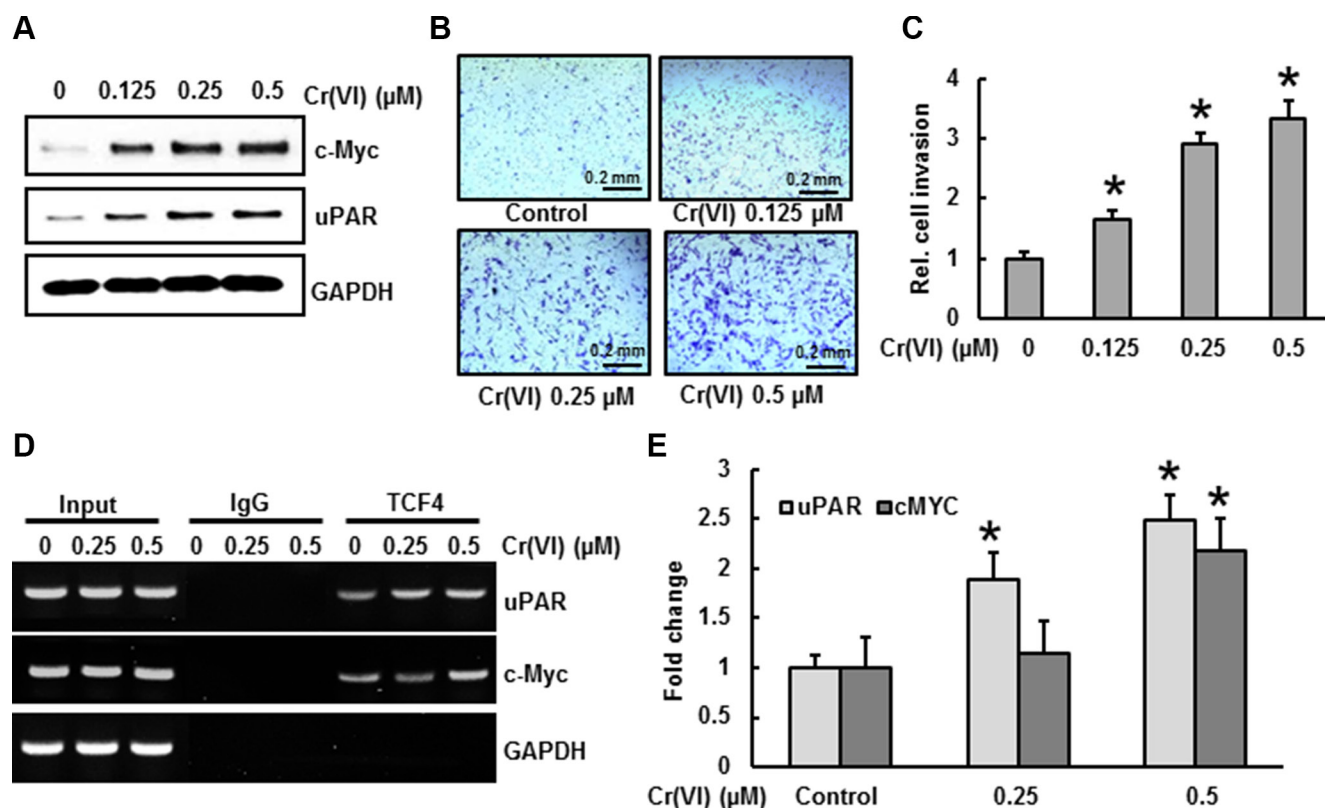 A
0 0.125 0.25 0.5 Cr(VI) (µM)
c-Myc
uPAR
GAPDH
B
0.2 mm 0.2 mm
Control Cr(VI) 0.125 µM
0.2 mm 0.2 mm
Cr(VI) 0.25 µM Cr(VI) 0.5 µM
C
Rel. cell invasion
4
3
2
1
0
* * *
Cr(VI) (µM) 0 0.125 0.25 0.5
D
Input IgG TCF4
0 0.25 0.5 0 0.25 0.5 0 0.25 0.5 Cr(VI) (µM)
uPAR
c-Myc
GAPDH
E
Fold change
3
2.5
2
1.5
1
0.5
0
uPAR cMYC
* * *
Cr(VI) (µM) Control 0.25 0.5